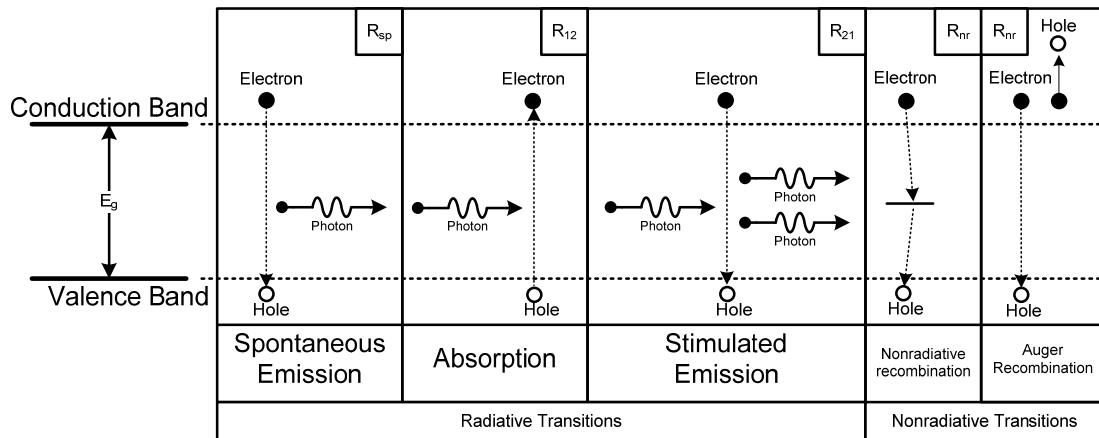 R_sp
R_12
R_21
R_nr
R_nr
Hole
Electron
Electron
Electron
Electron
Electron
Conduction Band
E_g
Photon
Photon
Photon
Photon
Photon
Valence Band
Hole
Hole
Hole
Hole
Hole
Spontaneous
Emission
Absorption
Stimulated
Emission
Nonradiative
recombination
Auger
Recombination
Radiative Transitions
Nonradiative Transitions